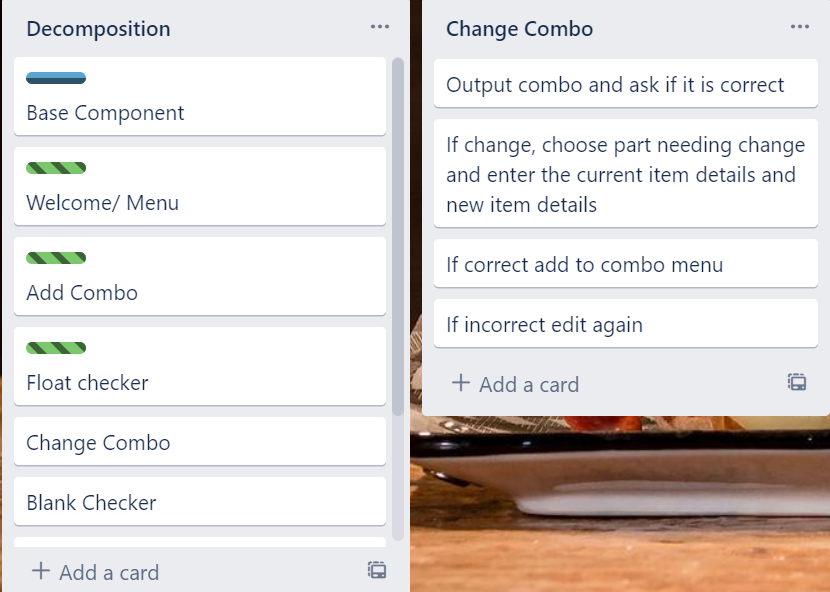 Decomposition
Base Component
Welcome/ Menu
Add Combo
Float checker
Change Combo
Blank Checker
+ Add a card
Change Combo
Output combo and ask if it is correct
If change, choose part needing change
and enter the current item details and
new item details
If correct add to combo menu
If incorrect edit again
+ Add a card